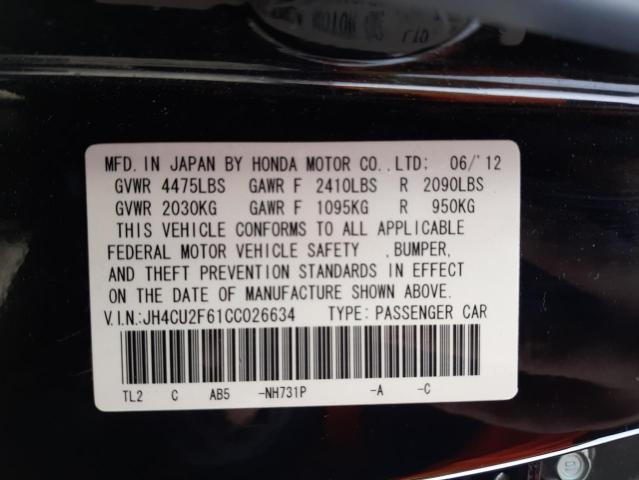 MFD. IN JAPAN BY HONDA MOTOR CO., LTD: 06/'12
GVWR 4475LBS GAWR F 2410LBS R 2090LBS
GVWR 2030KG GAWR F 1095KG R 950KG
THIS VEHICLE CONFORMS TO ALL APPLICABLE
FEDERAL MOTOR VEHICLE SAFETY , BUMPER,
AND THEFT PREVENTION STANDARDS IN EFFECT
ON THE DATE OF MANUFACTURE SHOWN ABOVE.
V.I.N.:JH4CU2F61CC026634 TYPE: PASSENGER CAR
TL2 C AB5 -NH731P -A -C